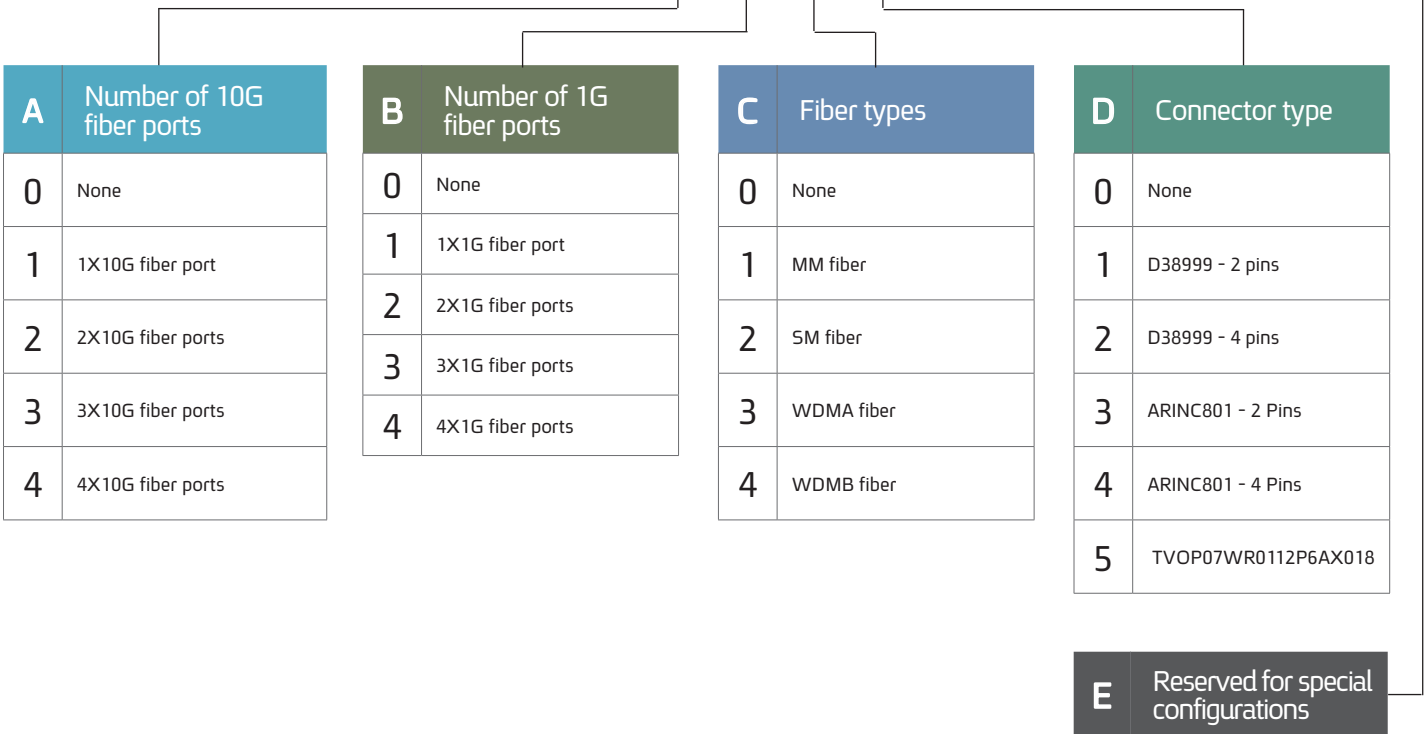 A
Number of 10G
fiber ports
0 None
1 1X10G fiber port
2 2X10G fiber ports
3 3X10G fiber ports
4 4X10G fiber ports
B
Number of 1G
fiber ports
0 None
1 1X1G fiber port
2 2X1G fiber ports
3 3X1G fiber ports
4 4X1G fiber ports
C Fiber types
0 None
1 MM fiber
2 SM fiber
3 WDMA fiber
4 WDMB fiber
D Connector type
0 None
1 D38999 - 2 pins
2 D38999 - 4 pins
3 ARINC801 - 2 Pins
4 ARINC801 - 4 Pins
5 TVOP07WR0112P6AX018
E
Reserved for special
configurations